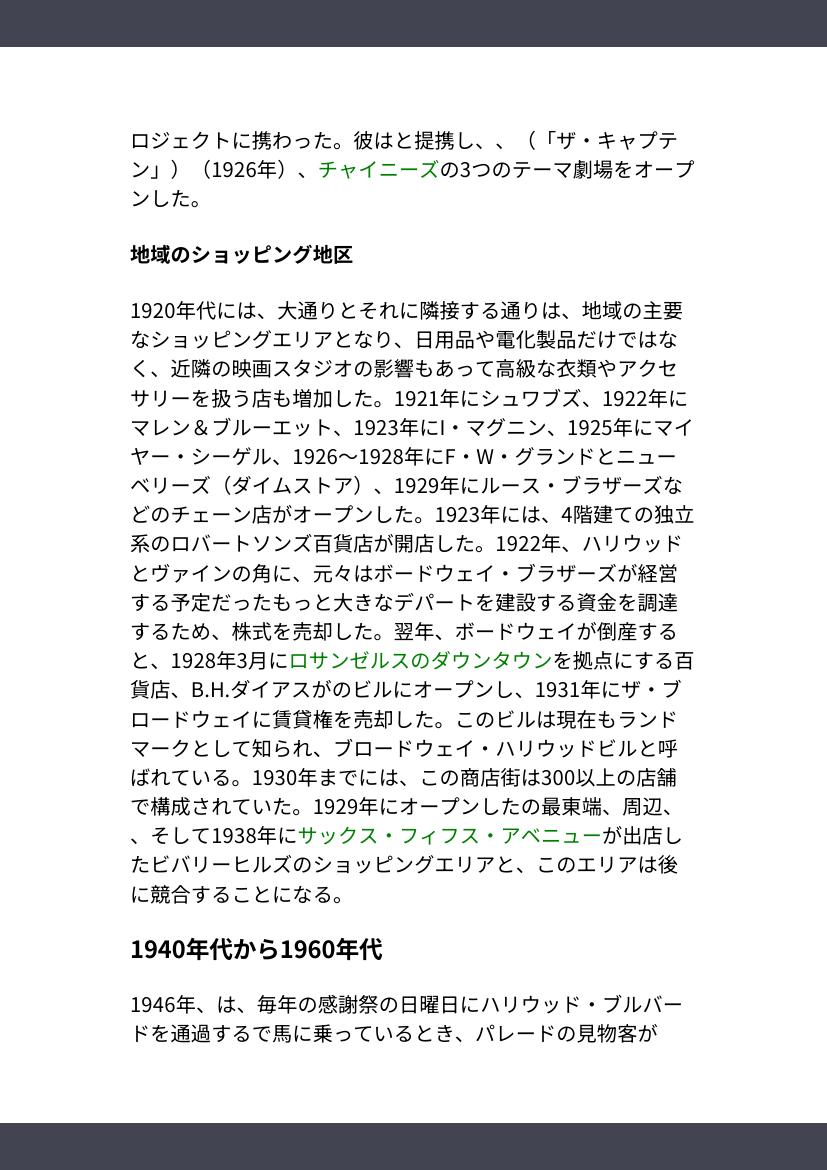 ロジェクトに携わった。彼はと提携し、、（「ザ・キャプテ
ン」）（1926年）、チャイニーズの3つのテーマ劇場をオープ
ンした。
地域のショッピング地区
1920年代には、大通りとそれに隣接する通りは、地域の主要
なショッピングエリアとなり、日用品や電化製品だけではな
く、近隣の映画スタジオの影響もあって高級な衣類やアクセ
サリーを扱う店も増加した。1921年にシュワブズ、1922年に
マレン＆ブルーエット、1923年にI・マグニン、1925年にマイ
ヤー・シーゲル、1926〜1928年にF・W・グランドとニュー
ベリーズ（ダイムストア）、1929年にルース・ブラザーズな
どのチェーン店がオープンした。1923年には、4階建ての独立
系のロバートソンズ百貨店が開店した。1922年、ハリウッド
とヴァインの角に、元々はボードウェイ・ブラザーズが経営
する予定だったもっと大きなデパートを建設する資金を調達
するため、株式を売却した。翌年、ボードウェイが倒産する
と、1928年3月にロサンゼルスのダウンタウンを拠点にする百
貨店、B.H.ダイアスがのビルにオープンし、1931年にザ・ブ
ロードウェイに賃貸権を売却した。このビルは現在もランド
マークとして知られ、ブロードウェイ・ハリウッドビルと呼
ばれている。1930年までには、この商店街は300以上の店舗
で構成されていた。1929年にオープンしたの最東端、周辺、
、そして1938年にサックス・フィフス・アベニューが出店し
たビバリーヒルズのショッピングエリアと、このエリアは後
に競合することになる。
1940年代から1960年代
1946年、は、毎年の感謝祭の日曜日にハリウッド・ブルバー
ドを通過するで馬に乗っているとき、パレードの見物客が